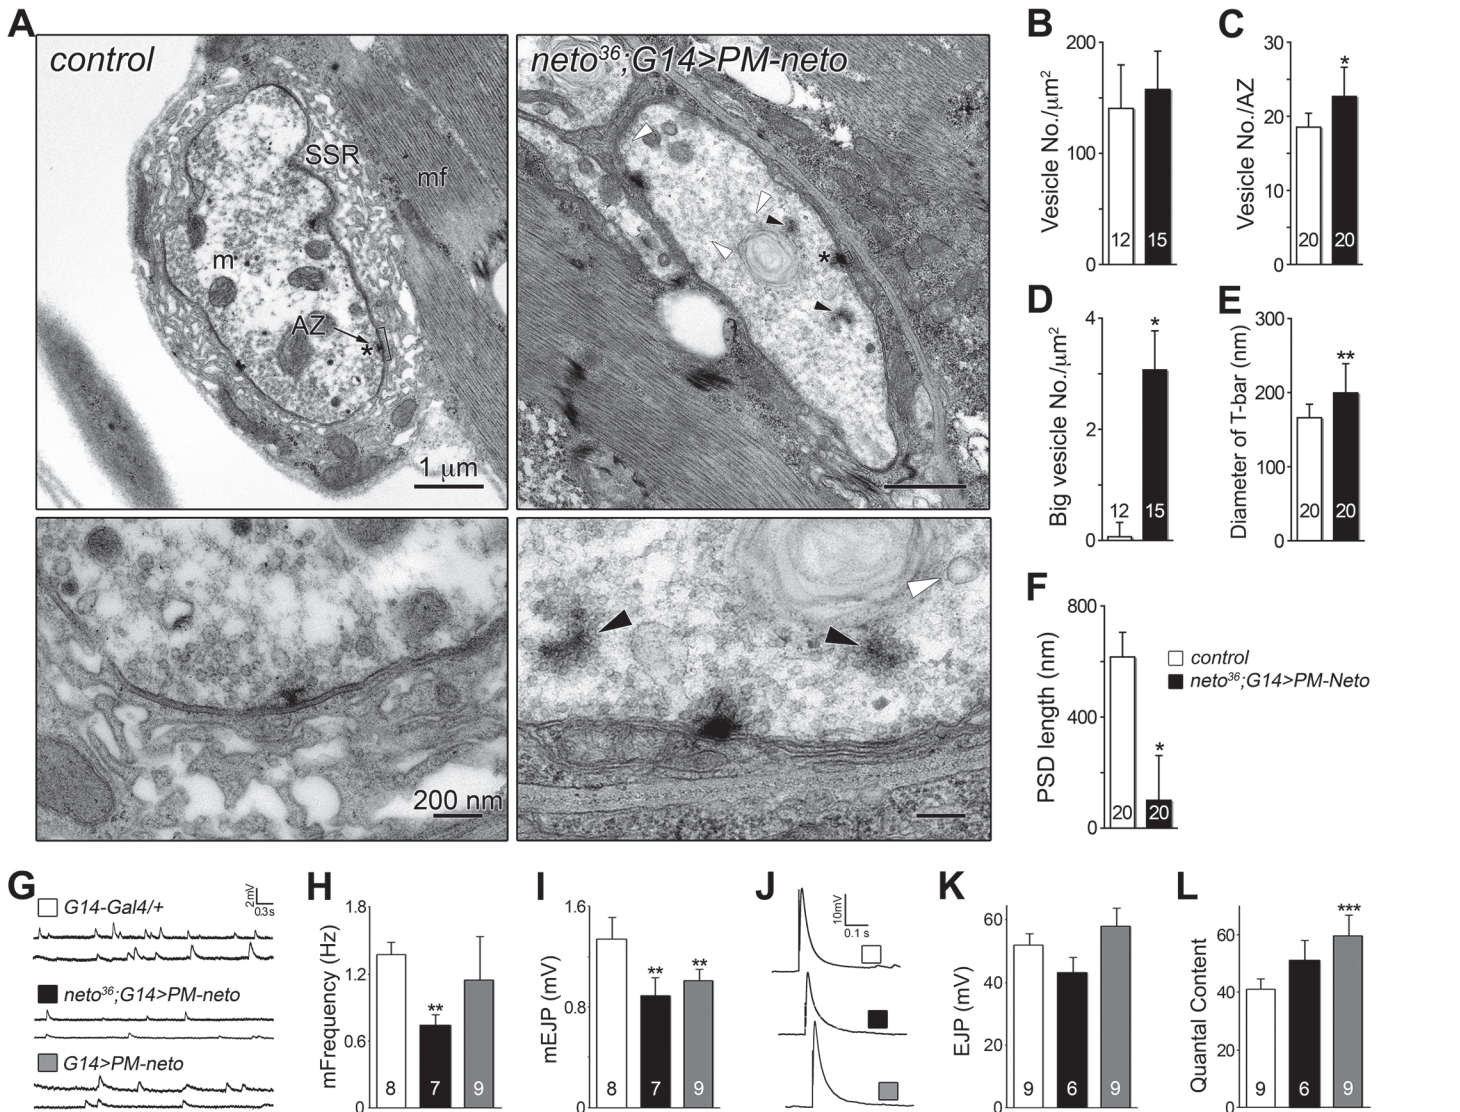 A
control
SSR
mf
m
AZ
*
1 μm
neto36;G14>PM-neto
*
200 nm
B
Vesicle No./μm2
200
100
0
12
15
C
Vesicle No./AZ
30
20
10
0
*
20
20
D
Big vesicle No./μm2
4
2
0
*
12
15
E
Diameter of T-bar (nm)
300
200
100
0
**
20
20
F
PSD length (nm)
800
400
0
*
20
20
control
neto36;G14>PM-Neto
G
G14-Gal4/+
2mV
0.3s
neto36;G14>PM-neto
G14>PM-neto
H
mFrequency (Hz)
1.8
1.2
0.6
0
**
8
7
9
I
mEJP (mV)
1.6
0.8
0
**
**
8
7
9
J
10mV
0.1 s
K
EJP (mV)
60
40
20
0
9
6
9
L
Quantal Content
60
40
20
0
***
9
6
9